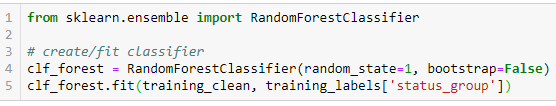 1 from sklearn.ensemble import RandomForestClassifier
2
3 # create/fit classifier
4 clf_forest = RandomForestClassifier(random_state=1, bootstrap=False)
5 clf_forest.fit(training_clean, training_labels['status_group'])